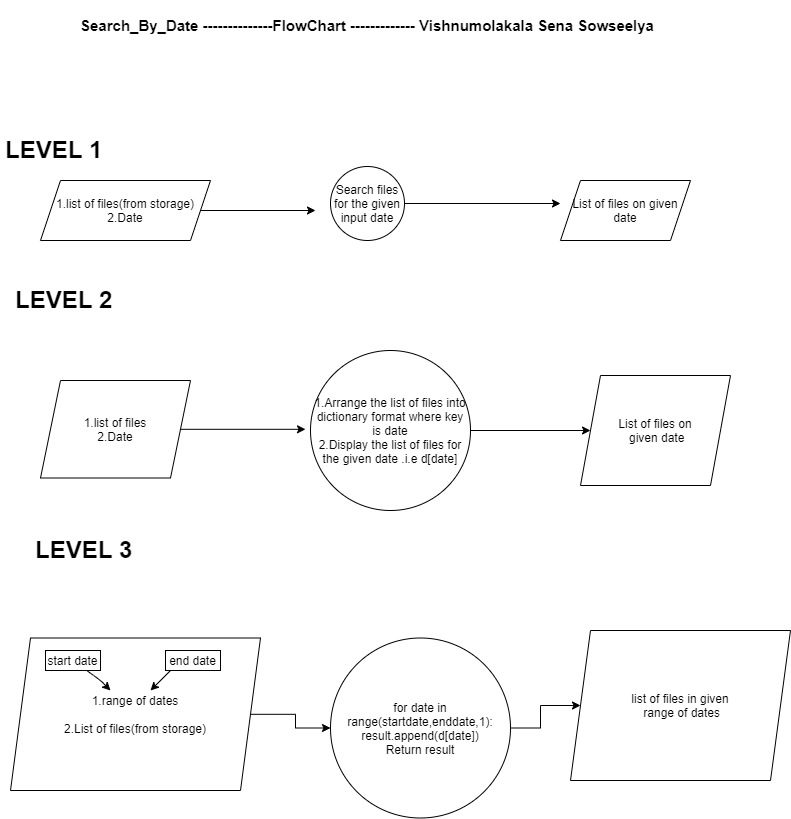 Search_By_Date --------------FlowChart ------------- Vishnumolakala Sena Sowseelya
LEVEL 1
1.list of files(from storage)
2.Date
Search files
for the given
input date
List of files on given
date
LEVEL 2
1.list of files
2.Date
1.Arrange the list of files into
dictionary format where key
is date
2.Display the list of files for
the given date .i.e d[date]
List of files on
given date
LEVEL 3
start date
end date
1.range of dates
2.List of files(from storage)
for date in
range(startdate,enddate,1):
result.append(d[date])
Return result
list of files in given
range of dates